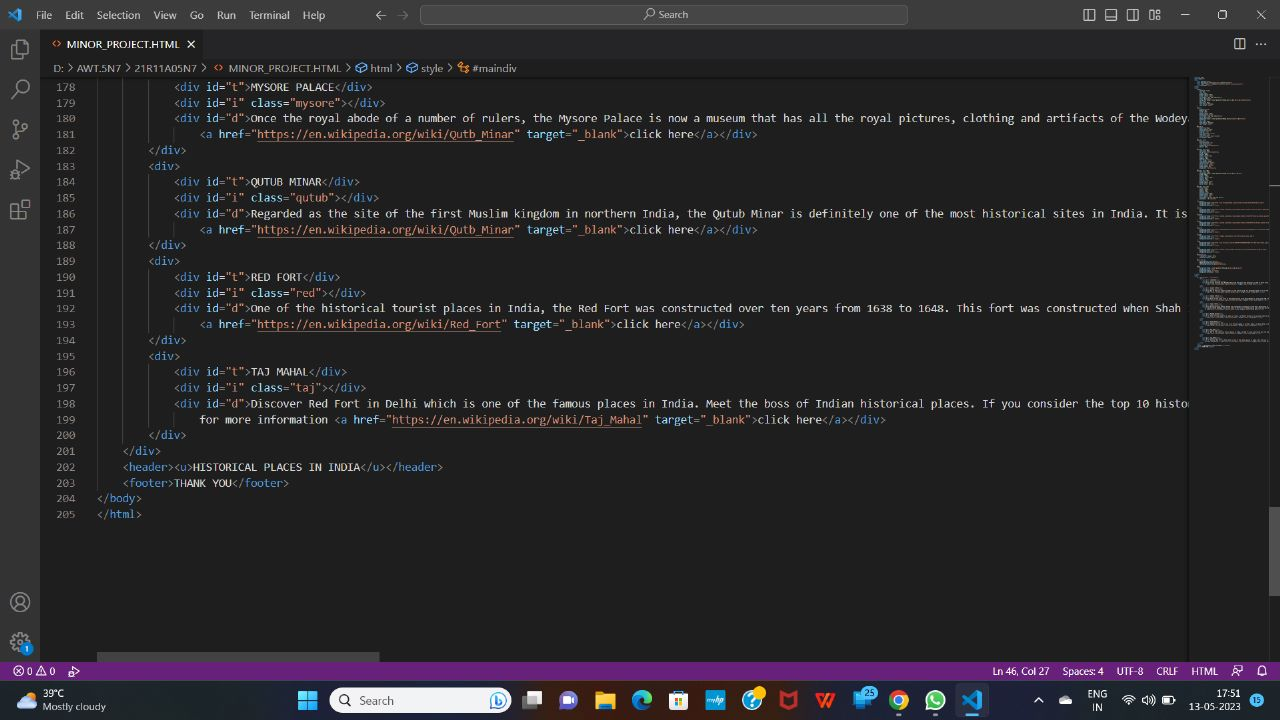 File Edit Selection View Go Run Terminal Help Search
MINOR_PROJECT.HTML
D: > AWT.5N7 > 21R11A05N7 > MINOR_PROJECT.HTML > html > style > #maindiv
178 <div id="t">MYSORE PALACE</div>
179 <div id="i" class="mysore"></div>
180 <div id="d">Once the royal abode of a number of rules, the Mysore Palace is now a museum that has all the royal pictures, clothing and artifacts of the Wodey
181 <a href="https://en.wikipedia.org/wiki/Qutb_Minar" target="_blank">click here</a></div>
182 </div>
183 <div>
184 <div id="t">QUTUB MINAR</div>
185 <div id="i" class="qutub"></div>
186 <div id="d">Regarded as the site of the first Muslim kingdom in northern India, the Qutub Minar is still an one of the most historical sites in India. It is
187 <a href="https://en.wikipedia.org/wiki/Qutb_Minar" target="_blank">click here</a></div>
188 </div>
189 <div>
190 <div id="t">RED FORT</div>
191 <div id="i" class="red"></div>
192 <div id="d">One of the historical tourist places in India, the Red Fort was constructed over 10 years from 1638 to 1648. This fort was constructed when Shah
193 <a href="https://en.wikipedia.org/wiki/Red_Fort" target="_blank">click here</a></div>
194 </div>
195 <div>
196 <div id="t">TAJ MAHAL</div>
197 <div id="i" class="taj"></div>
198 <div id="d">Discover Red Fort in Delhi which is one of the famous places in India. Meet the boss of Indian historical places. If you consider the top 10 histo
199 for more information <a href="https://en.wikipedia.org/wiki/Taj_Mahal" target="_blank">click here</a></div>
200 </div>
201 </div>
202 <header><u>HISTORICAL PLACES IN INDIA</u></header>
203 <footer>THANK YOU</footer>
204 </body>
205 </html>
0 0 Ln 46, Col 27 Spaces: 4 UTF-8 CRLF HTML
39°C
Mostly cloudy
Search
25
ENG
IN
17:51
13-05-2023
15
1